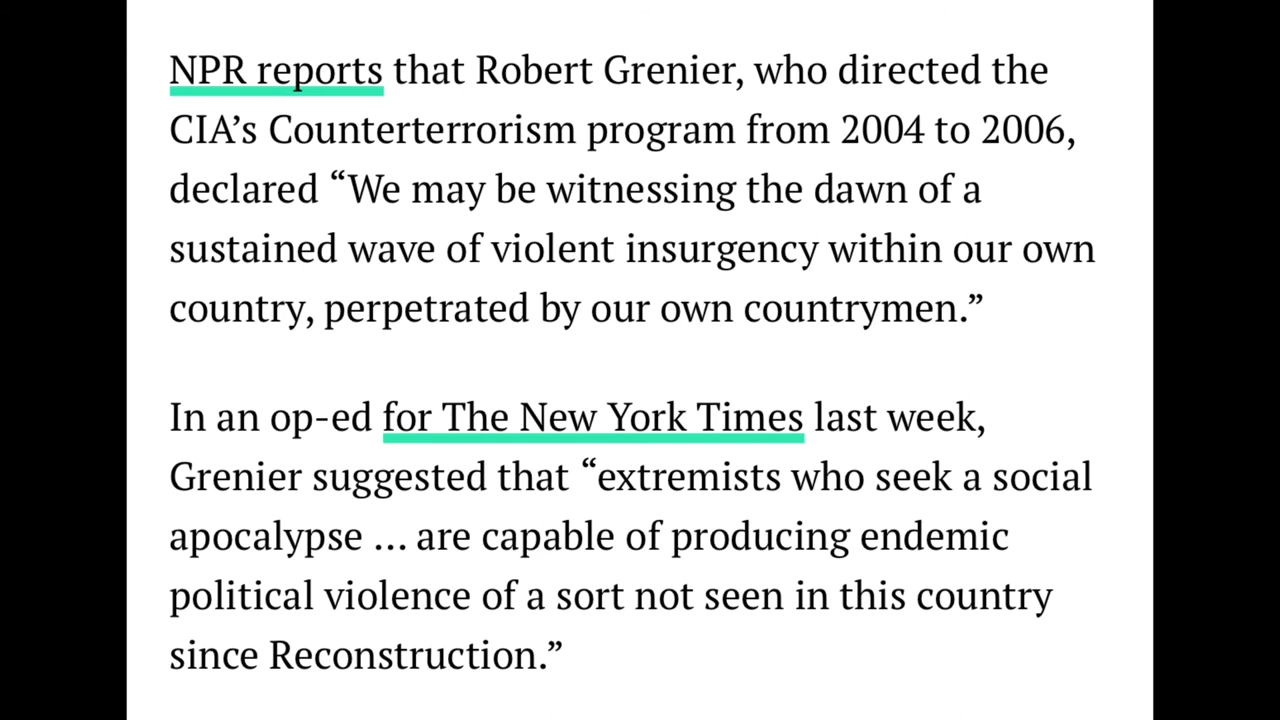 NPR reports that Robert Grenier, who directed the
CIA’s Counterterrorism program from 2004 to 2006,
declared “We may be witnessing the dawn of a
sustained wave of violent insurgency within our own
country, perpetrated by our own countrymen.”
In an op-ed for The New York Times last week,
Grenier suggested that “extremists who seek a social
apocalypse ... are capable of producing endemic
political violence of a sort not seen in this country
since Reconstruction.”